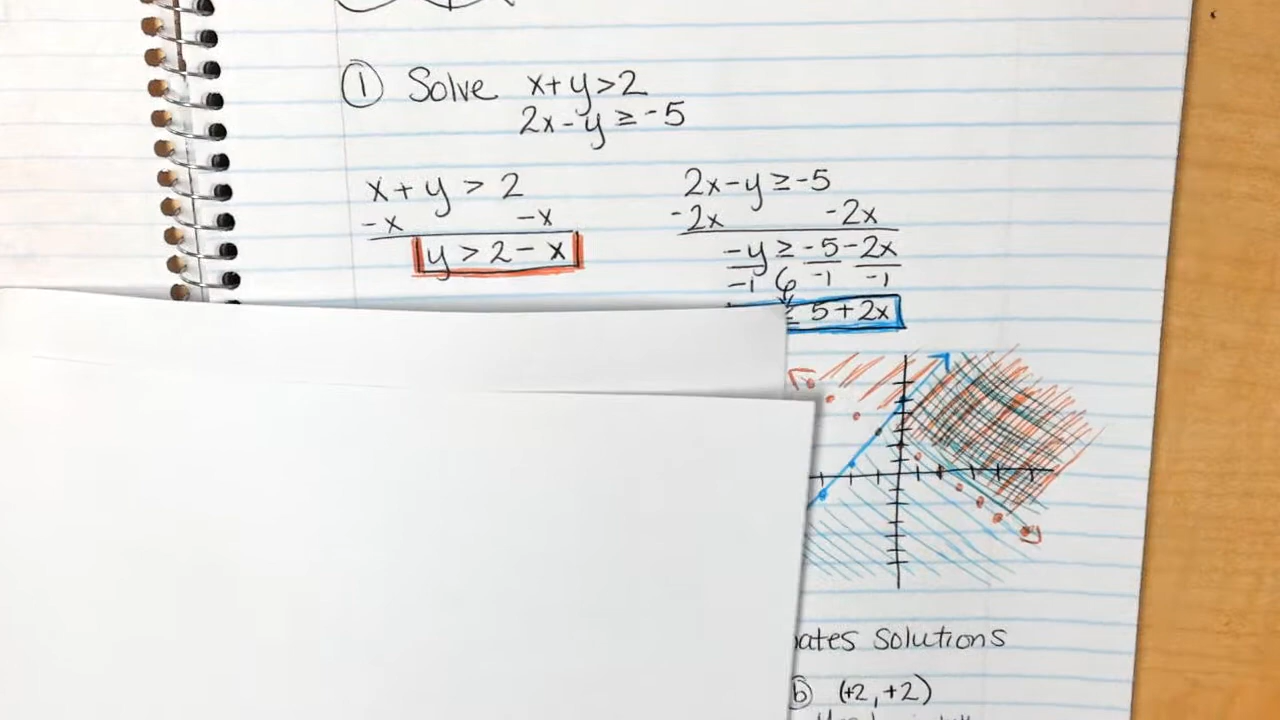 ① Solve x+y>2
2x-y ≥ -5
x + y > 2
-x -x
y > 2 - x
2x-y ≥ -5
-2x -2x
-y ≥ -5-2x
-1 -1 -1
5+2x
solutions
ⓑ (+2,+2)